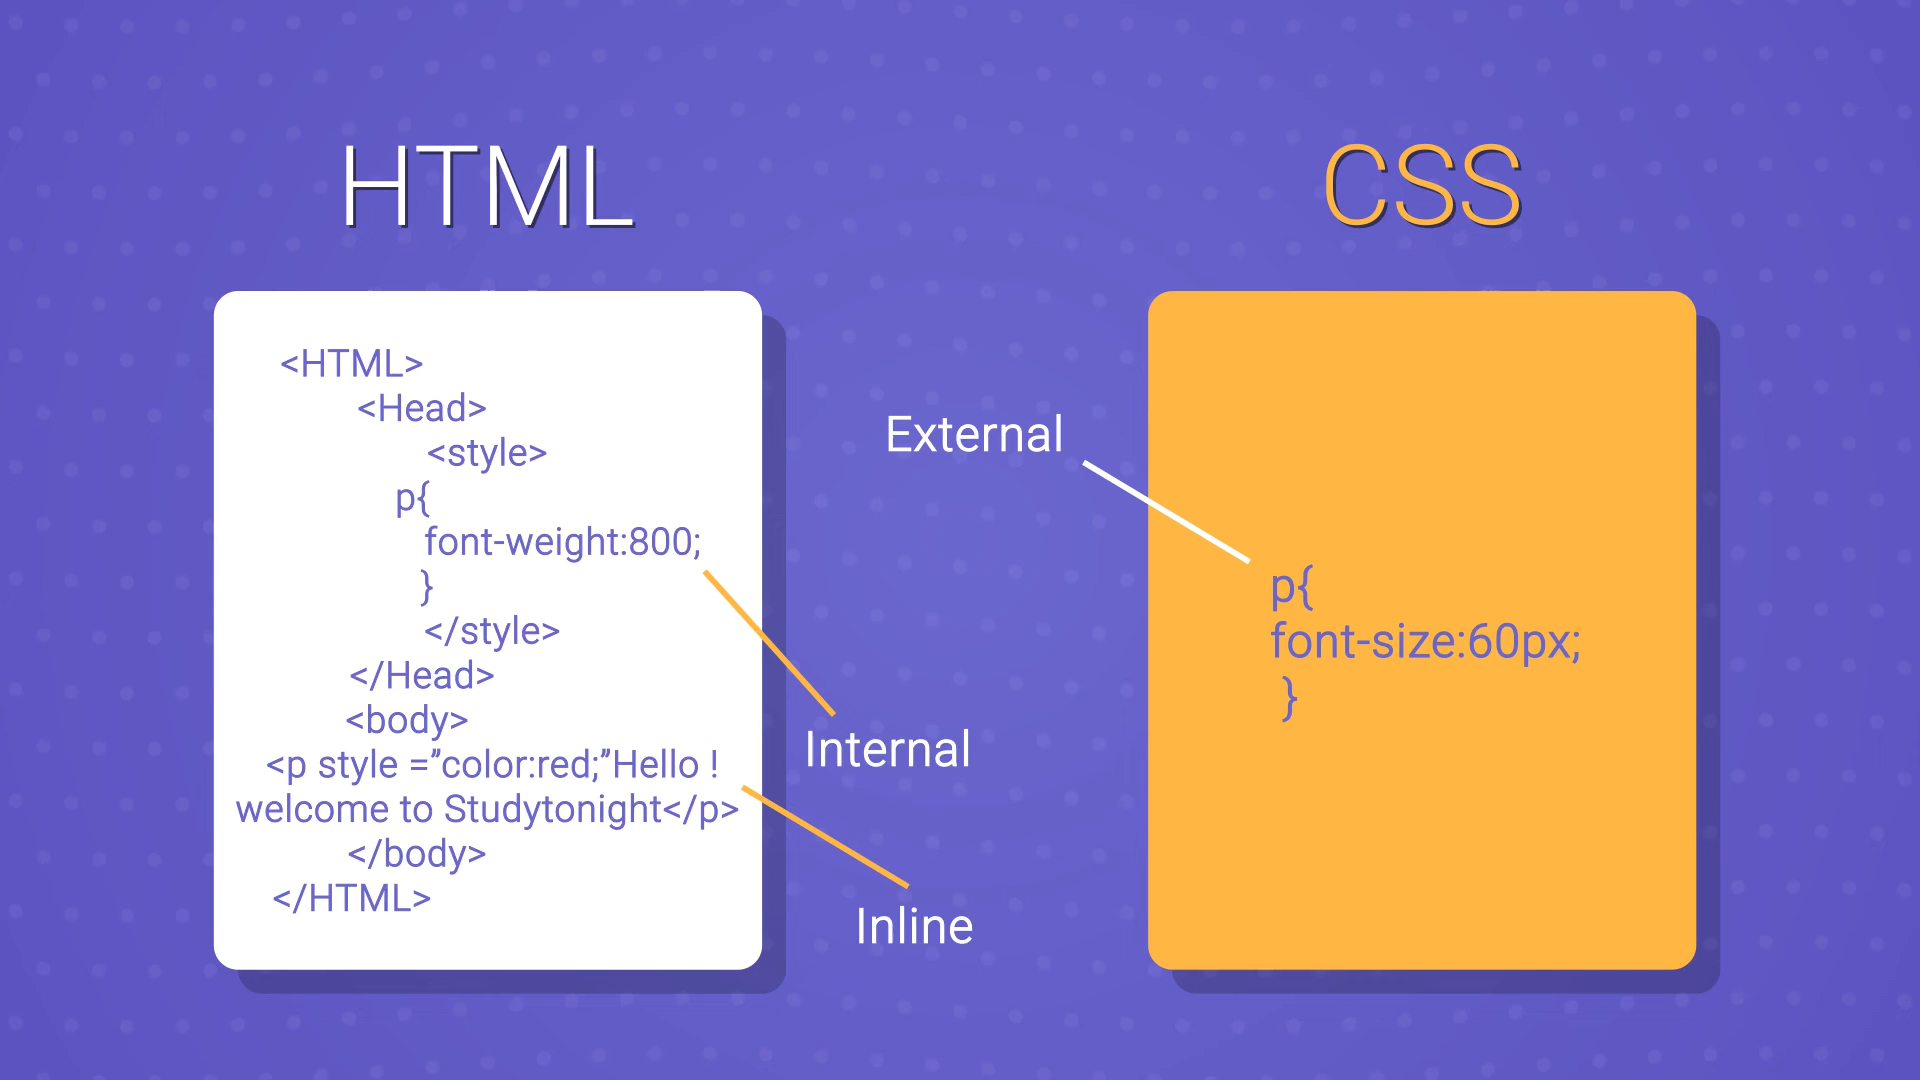 HTML
<HTML>
<Head>
<style>
p{
font-weight:800;
}
</style>
</Head>
<body>
<p style =”color:red;”Hello !
welcome to Studytonight</p>
</body>
</HTML>
External
Internal
Inline
CSS
p{
font-size:60px;
}